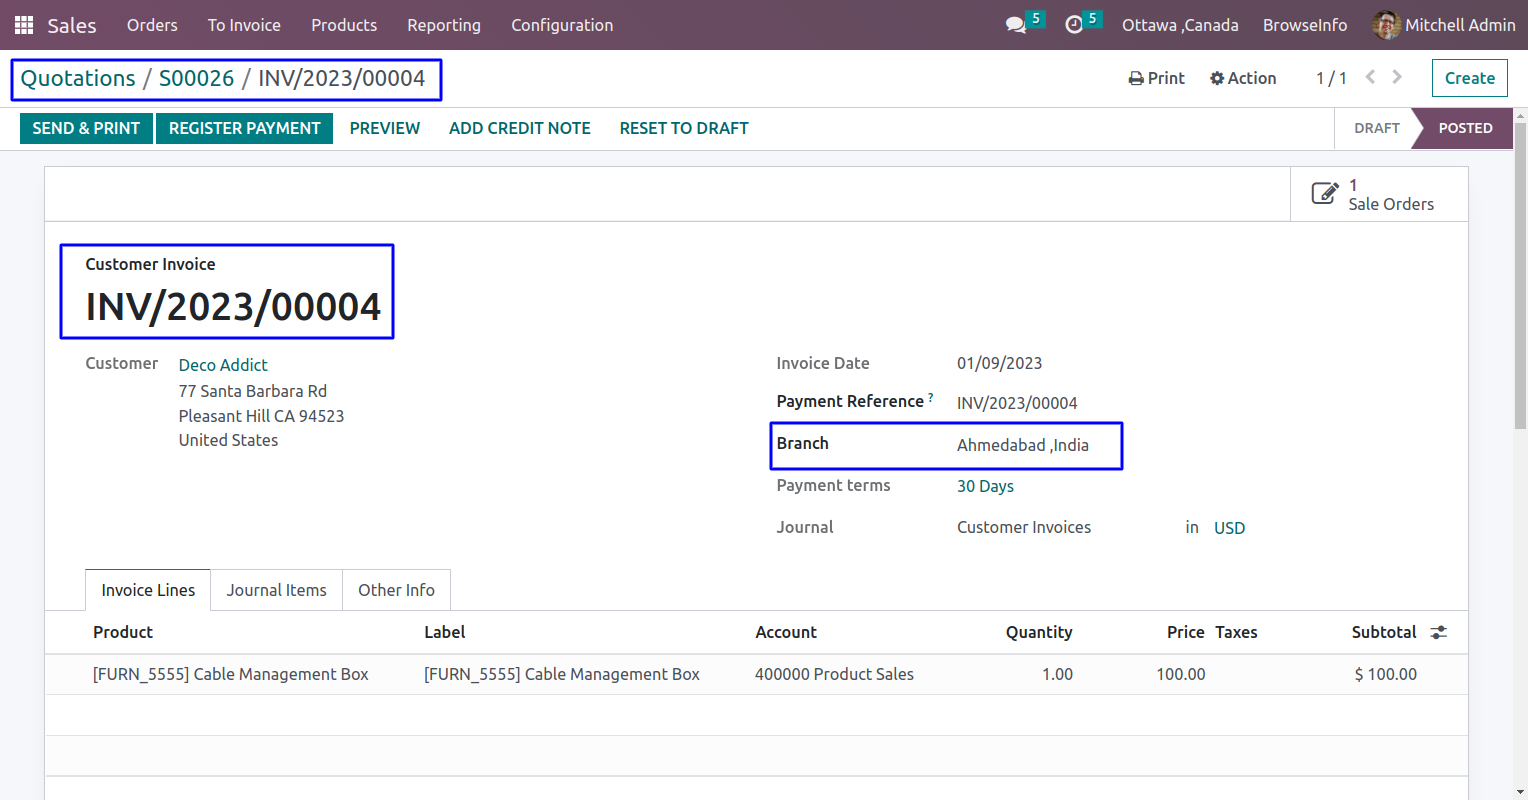 Sales Orders To Invoice Products Reporting Configuration 5 5 Ottawa ,Canada BrowseInfo Mitchell Admin
Quotations / S00026 / INV/2023/00004 Print Action 1 / 1 Create
SEND & PRINT REGISTER PAYMENT PREVIEW ADD CREDIT NOTE RESET TO DRAFT DRAFT POSTED
1
Sale Orders
Customer Invoice
INV/2023/00004
Customer Deco Addict Invoice Date 01/09/2023
77 Santa Barbara Rd
Payment Reference ? INV/2023/00004
Pleasant Hill CA 94523
United States
Branch Ahmedabad ,India
Payment terms 30 Days
Journal Customer Invoices in USD
Invoice Lines Journal Items Other Info
Product Label Account Quantity Price Taxes Subtotal
[FURN_5555] Cable Management Box [FURN_5555] Cable Management Box 400000 Product Sales 1.00 100.00 $ 100.00